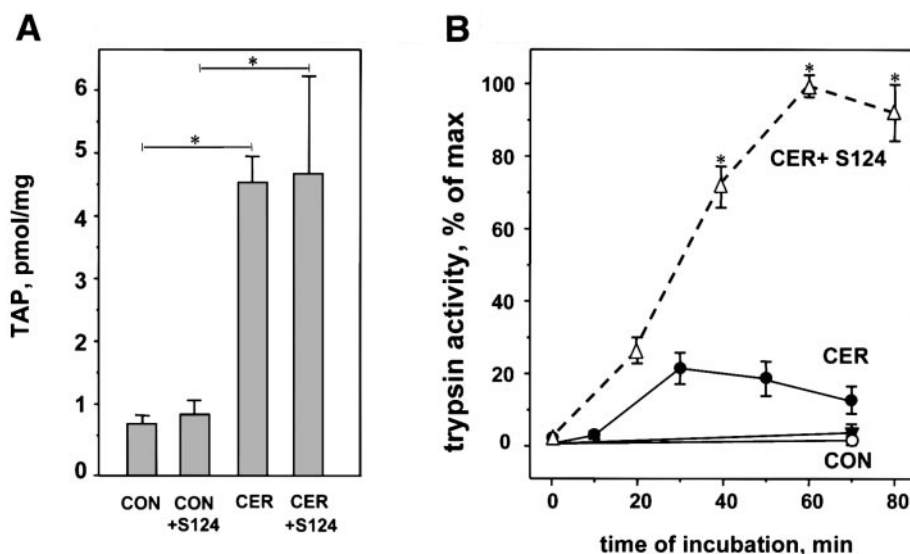 A
TAP, pmol/mg
6
5
4
3
2
1
0
*
*
CON
CON
+S124
CER
CER
+S124
B
trypsin activity, % of max
100
80
60
40
20
0
*
*
*
CER+ S124
CER
CON
0
20
40
60
80
time of incubation, min